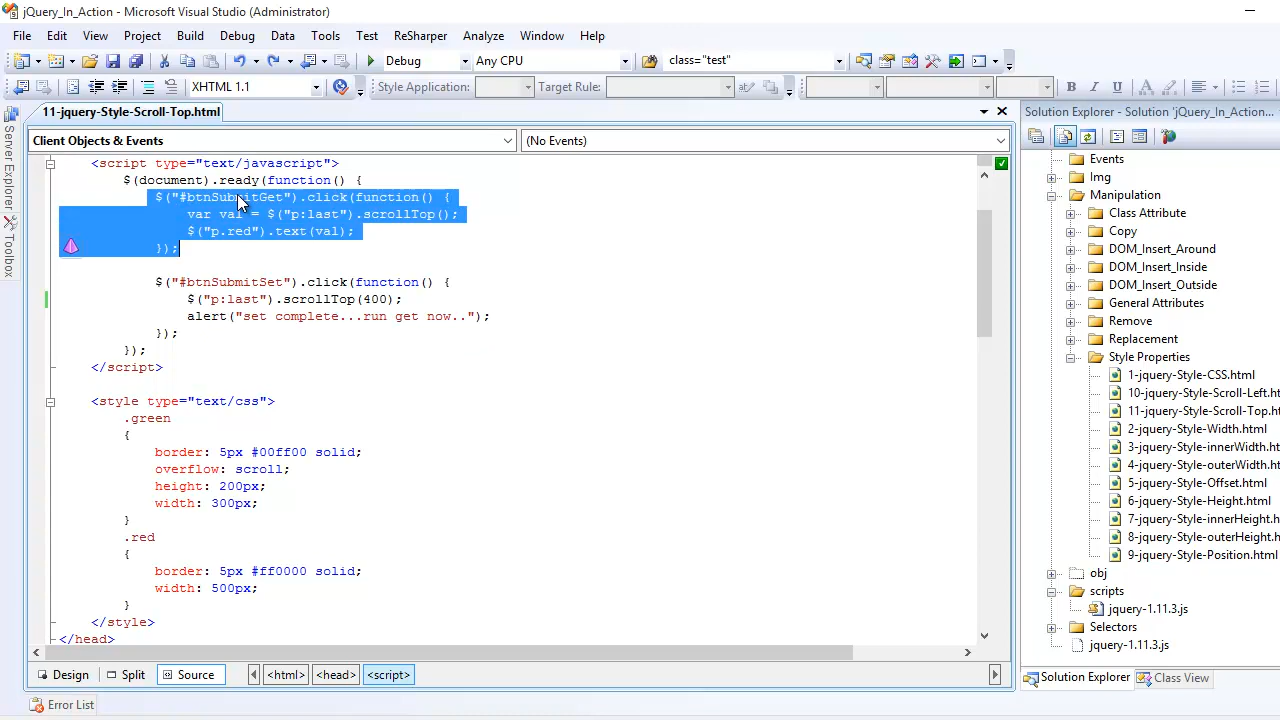 jQuery_In_Action - Microsoft Visual Studio (Administrator)
File Edit View Project Build Debug Data Tools Test ReSharper Analyze Window Help
Debug Any CPU class="test"
XHTML 1.1 Style Application: Target Rule: B I U A
11-jquery-Style-Scroll-Top.html
Client Objects & Events (No Events)
<script type="text/javascript">
$(document).ready(function() {
$("#btnSubmitGet").click(function() {
var val = $("p:last").scrollTop();
$("p.red").text(val);
});
$("#btnSubmitSet").click(function() {
$("p:last").scrollTop(400);
alert("set complete...run get now..");
});
});
</script>
<style type="text/css">
.green
{
border: 5px #00ff00 solid;
overflow: scroll;
height: 200px;
width: 300px;
}
.red
{
border: 5px #ff0000 solid;
width: 500px;
}
</style>
</head>
Design Split Source <html> <head> <script>
Error List
Server Explorer
Toolbox
Solution Explorer - Solution 'jQuery_In_Action...
Events
Img
Manipulation
Class Attribute
Copy
DOM_Insert_Around
DOM_Insert_Inside
DOM_Insert_Outside
General Attributes
Remove
Replacement
Style Properties
1-jquery-Style-CSS.html
10-jquery-Style-Scroll-Left.ht
11-jquery-Style-Scroll-Top.ht
2-jquery-Style-Width.html
3-jquery-Style-innerWidth.ht
4-jquery-Style-outerWidth.ht
5-jquery-Style-Offset.html
6-jquery-Style-Height.html
7-jquery-Style-innerHeight.h
8-jquery-Style-outerHeight.h
9-jquery-Style-Position.html
obj
scripts
jquery-1.11.3.js
Selectors
jquery-1.11.3.js
Solution Explorer Class View